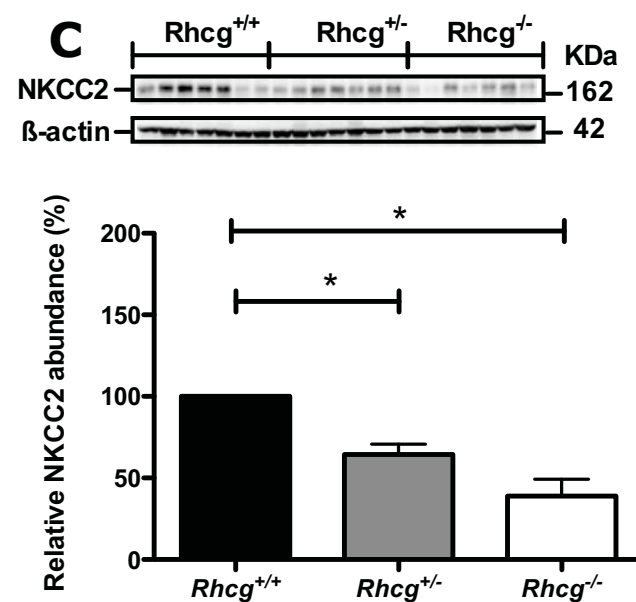 C
Rhcg+/+ Rhcg+/- Rhcg-/-
KDa
NKCC2 162
ß-actin 42
Relative NKCC2 abundance (%)
200
150
100
50
0
*
*
Rhcg+/+ Rhcg+/- Rhcg-/-